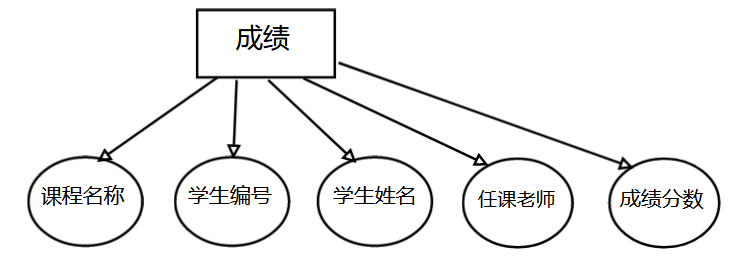 成绩
课程名称
学生编号
学生姓名
任课老师
成绩分数